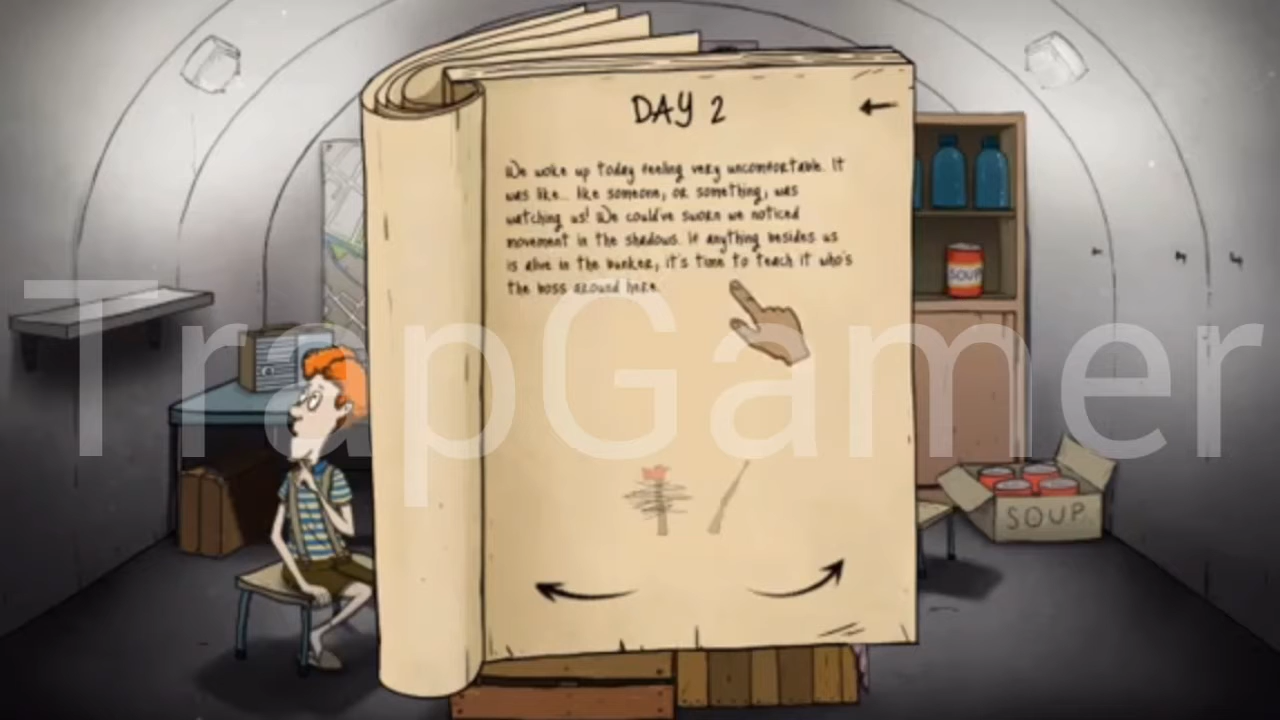 DAY 2
We woke up today feeling very uncomfortable. It
was like... like someone, or something, was
watching us! We could've sworn we noticed
movement in the shadows. If anything besides us
is alive in the bunker, it's time to teach it who's
the boss around here.
SOUP
SOUP
TrapGamer